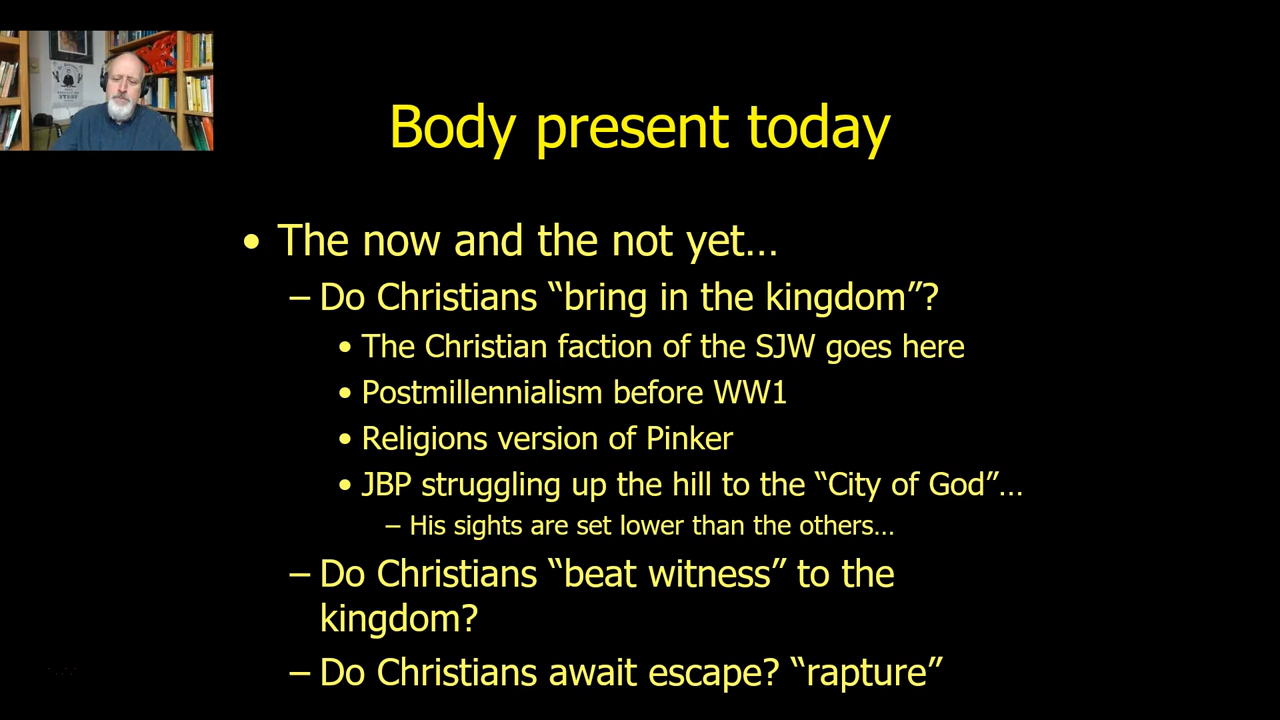 Body present today
• The now and the not yet…
– Do Christians “bring in the kingdom”?
• The Christian faction of the SJW goes here
• Postmillennialism before WW1
• Religions version of Pinker
• JBP struggling up the hill to the “City of God”…
– His sights are set lower than the others…
– Do Christians “beat witness” to the
kingdom?
– Do Christians await escape? “rapture”